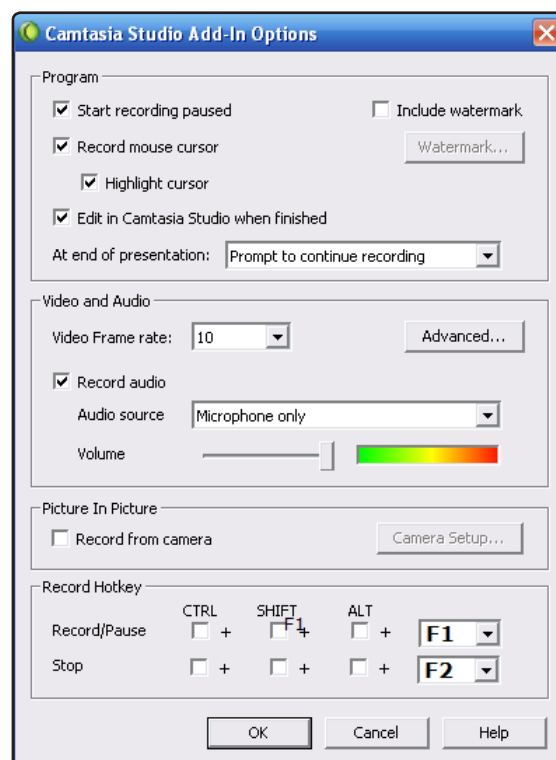 Camtasia Studio Add-In Options
Program
Start recording paused
Include watermark
Record mouse cursor
Watermark...
Highlight cursor
Edit in Camtasia Studio when finished
At end of presentation: Prompt to continue recording
Video and Audio
Video Frame rate: 10
Advanced...
Record audio
Audio source Microphone only
Volume
Picture In Picture
Record from camera
Camera Setup...
Record Hotkey
CTRL SHIFT ALT
F1
Record/Pause + + + F1
Stop + + + F2
OK Cancel Help